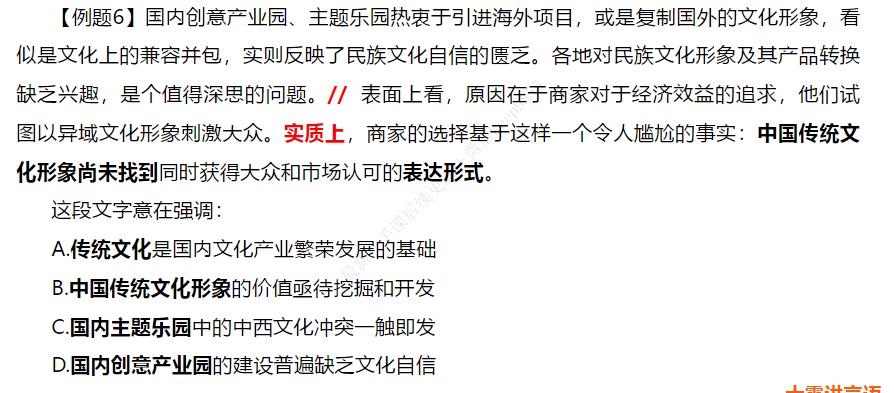 【例题6】国内创意产业园、主题乐园热衷于引进海外项目，或是复制国外的文化形象，看
似是文化上的兼容并包，实则反映了民族文化自信的匮乏。各地对民族文化形象及其产品转换
缺乏兴趣，是个值得深思的问题。// 表面上看，原因在于商家对于经济效益的追求，他们试
图以异域文化形象刺激大众。实质上，商家的选择基于这样一个令人尴尬的事实：中国传统文
化形象尚未找到同时获得大众和市场认可的表达形式。
这段文字意在强调：
A.传统文化是国内文化产业繁荣发展的基础
B.中国传统文化形象的价值亟待挖掘和开发
C.国内主题乐园中的中西文化冲突一触即发
D.国内创意产业园的建设普遍缺乏文化自信